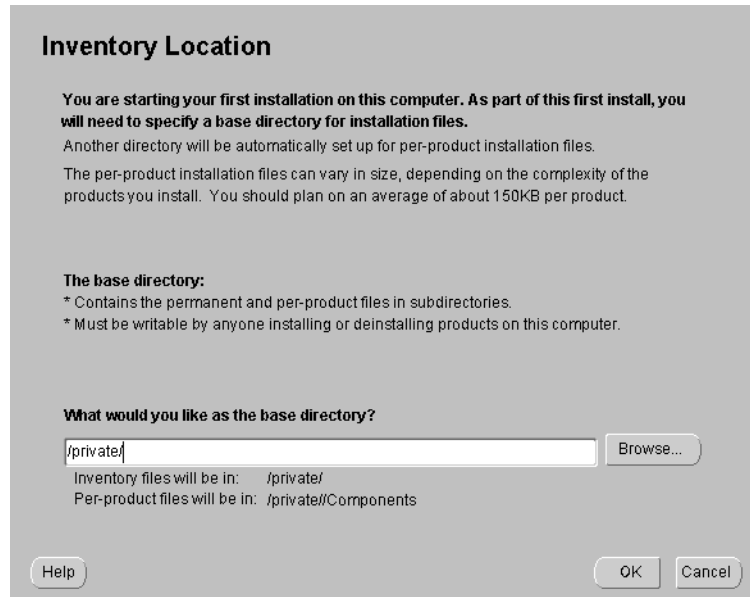 Inventory Location
You are starting your first installation on this computer. As part of this first install, you
will need to specify a base directory for installation files.
Another directory will be automatically set up for per-product installation files.
The per-product installation files can vary in size, depending on the complexity of the
products you install. You should plan on an average of about 150KB per product.
The base directory:
* Contains the permanent and per-product files in subdirectories.
* Must be writable by anyone installing or deinstalling products on this computer.
What would you like as the base directory?
/private/
Browse...
Inventory files will be in: /private/
Per-product files will be in: /private//Components
Help
OK
Cancel